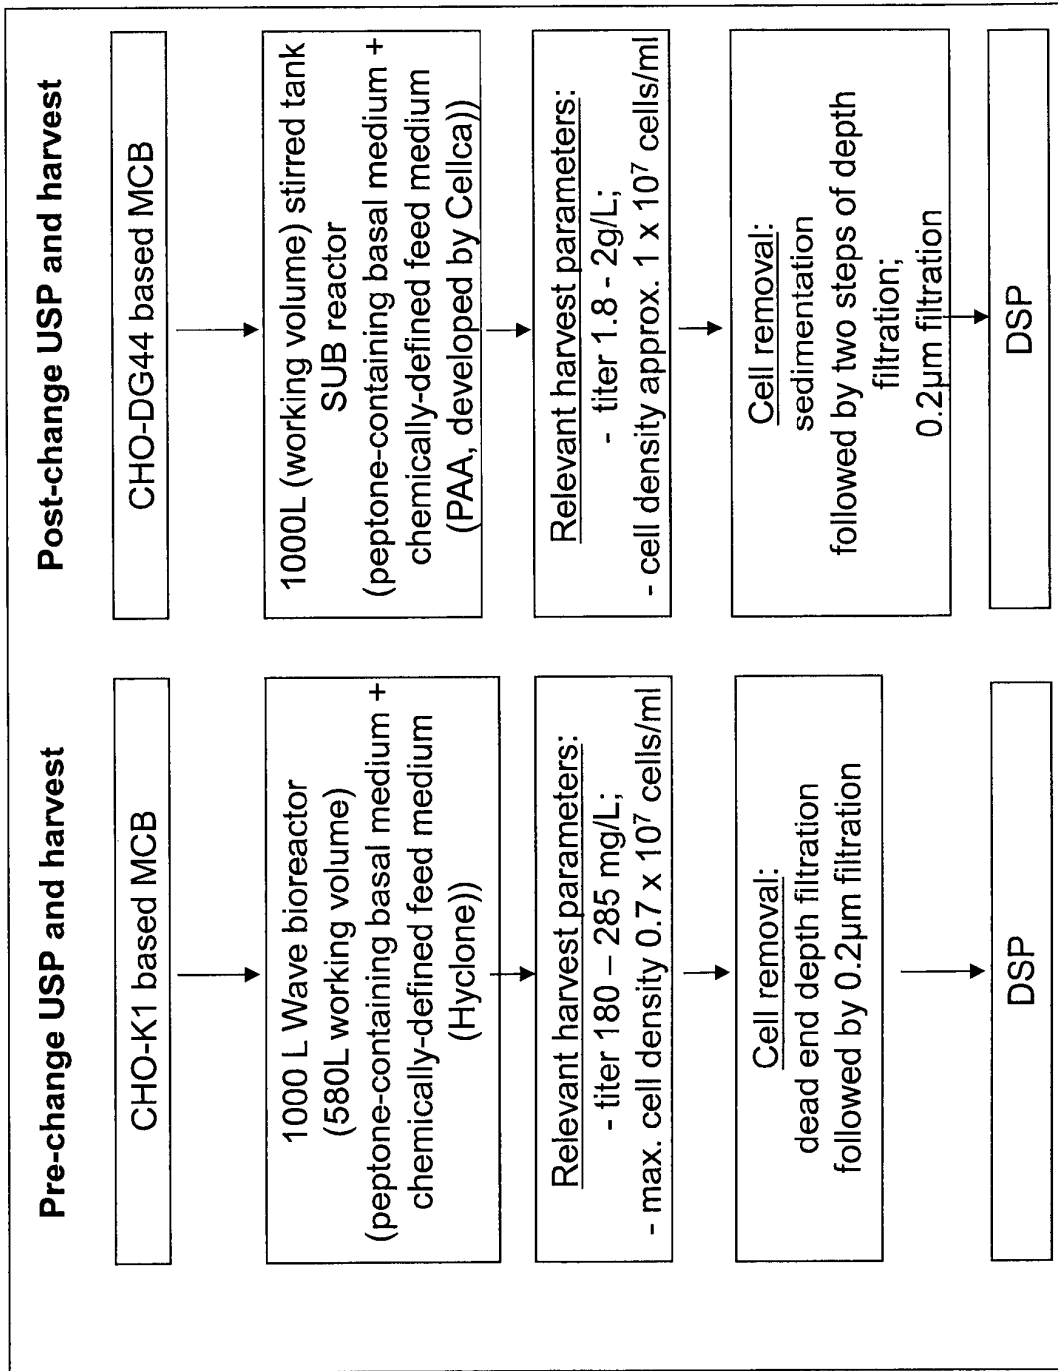 Pre-change USP and harvest
CHO-K1 based MCB
1000 L Wave bioreactor
(580L working volume)
(peptone-containing basal medium +
chemically-defined feed medium
(Hyclone))
Relevant harvest parameters:
- titer 180 – 285 mg/L;
- max. cell density 0.7 x 10⁷ cells/ml
Cell removal:
dead end depth filtration
followed by 0.2µm filtration
DSP
Post-change USP and harvest
CHO-DG44 based MCB
1000L (working volume) stirred tank
SUB reactor
(peptone-containing basal medium +
chemically-defined feed medium
(PAA, developed by Cellca))
Relevant harvest parameters:
- titer 1.8 - 2g/L;
- cell density approx. 1 x 10⁷ cells/ml
Cell removal:
sedimentation
followed by two steps of depth
filtration;
0.2µm filtration
DSP